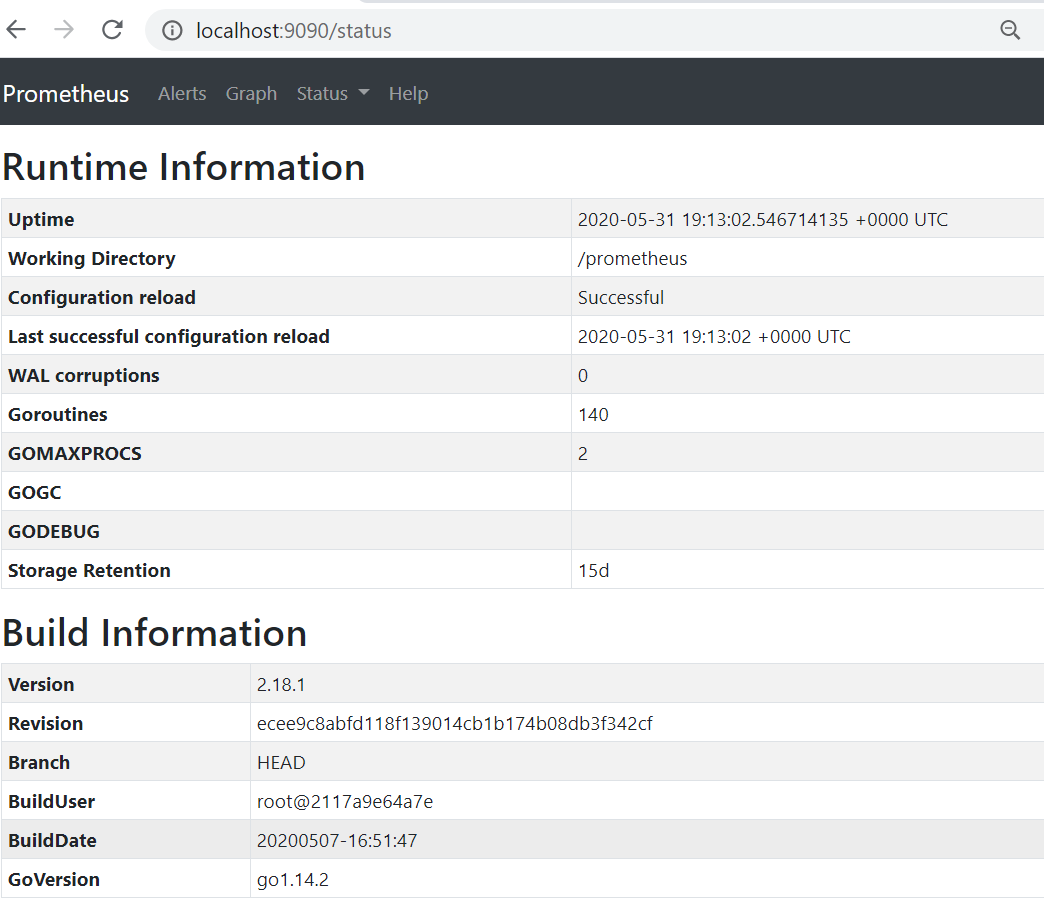 localhost:9090/status
Prometheus Alerts Graph Status Help
Runtime Information
Uptime 2020-05-31 19:13:02.546714135 +0000 UTC
Working Directory /prometheus
Configuration reload Successful
Last successful configuration reload 2020-05-31 19:13:02 +0000 UTC
WAL corruptions 0
Goroutines 140
GOMAXPROCS 2
GOGC
GODEBUG
Storage Retention 15d
Build Information
Version 2.18.1
Revision ecee9c8abfd118f139014cb1b174b08db3f342cf
Branch HEAD
BuildUser root@2117a9e64a7e
BuildDate 20200507-16:51:47
GoVersion go1.14.2